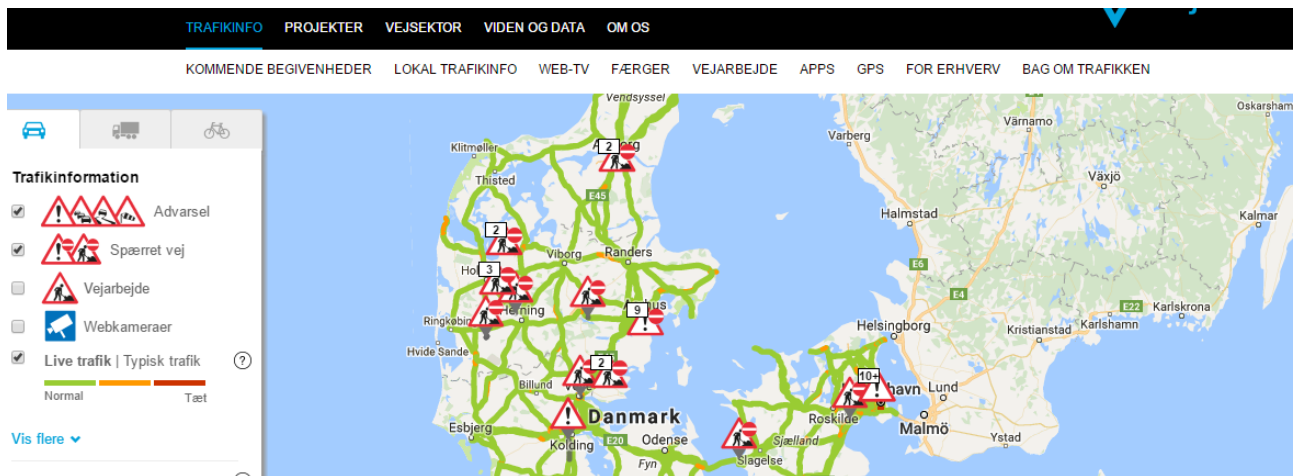 TRAFIKINFO PROJEKTER VEJSEKTOR VIDEN OG DATA OM OS
KOMMENDE BEGIVENHEDER LOKAL TRAFIKINFO WEB-TV FÆRGER VEJARBEJDE APPS GPS FOR ERHVERV BAG OM TRAFIKKEN
Trafikinformation
Advarsel
Spærret vej
Vejarbejde
Webkameraer
Live trafik | Typisk trafik ?
Normal Tæt
Vis flere
Vendsyssel
Oskarsham
Värnamo
Varberg
Klitmøller
2
Thisted
Växjö
E45
Halmstad
Kalmar
2
Viborg
Randers
E6
3
E4
Herning
9
E22
Karlskrona
Helsingborg
Kristianstad
Karlshamn
Hvide Sande
2
Billund
10+
Lund
Danmark
Roskilde
Malmö
Esbjerg
Kolding
E20
Odense
Sjælland
Ystad
Fyn
Slagelse